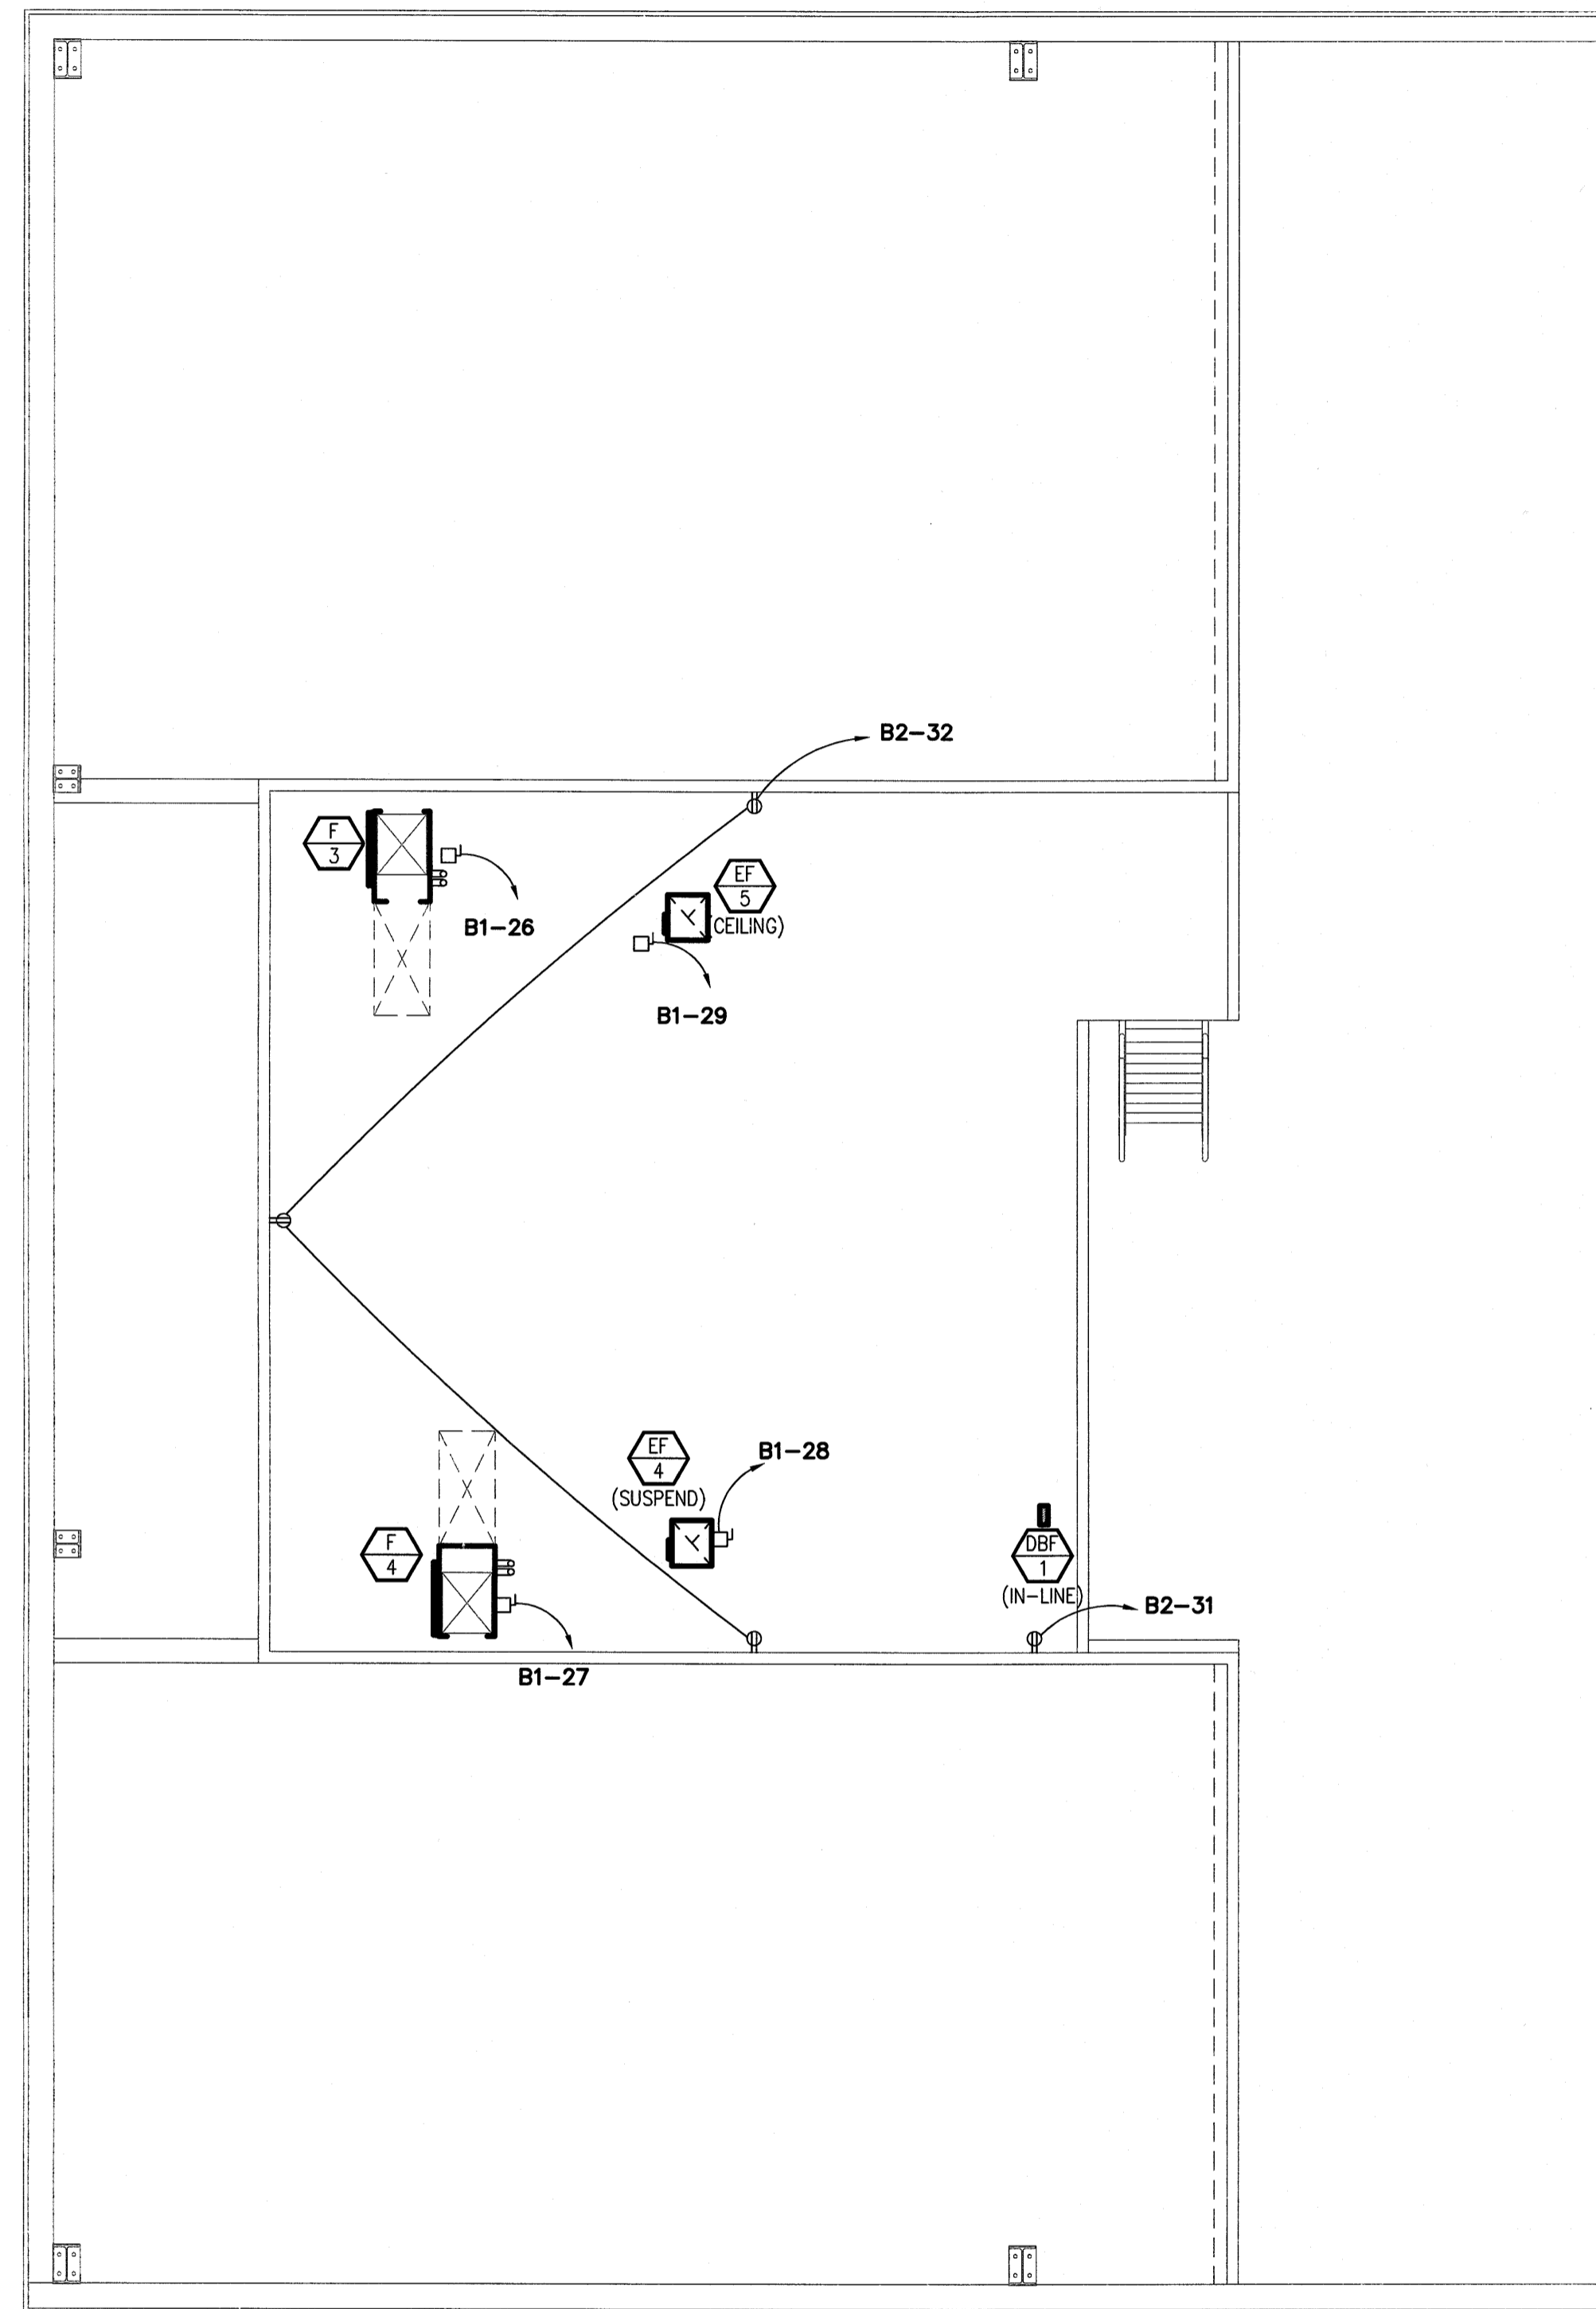 B2-32
F
3
B1-26
EF
5
(CEILING)
B1-29
EF
4
(SUSPEND)
B1-28
F
4
B1-27
DBF
1
(IN-LINE)
B2-31